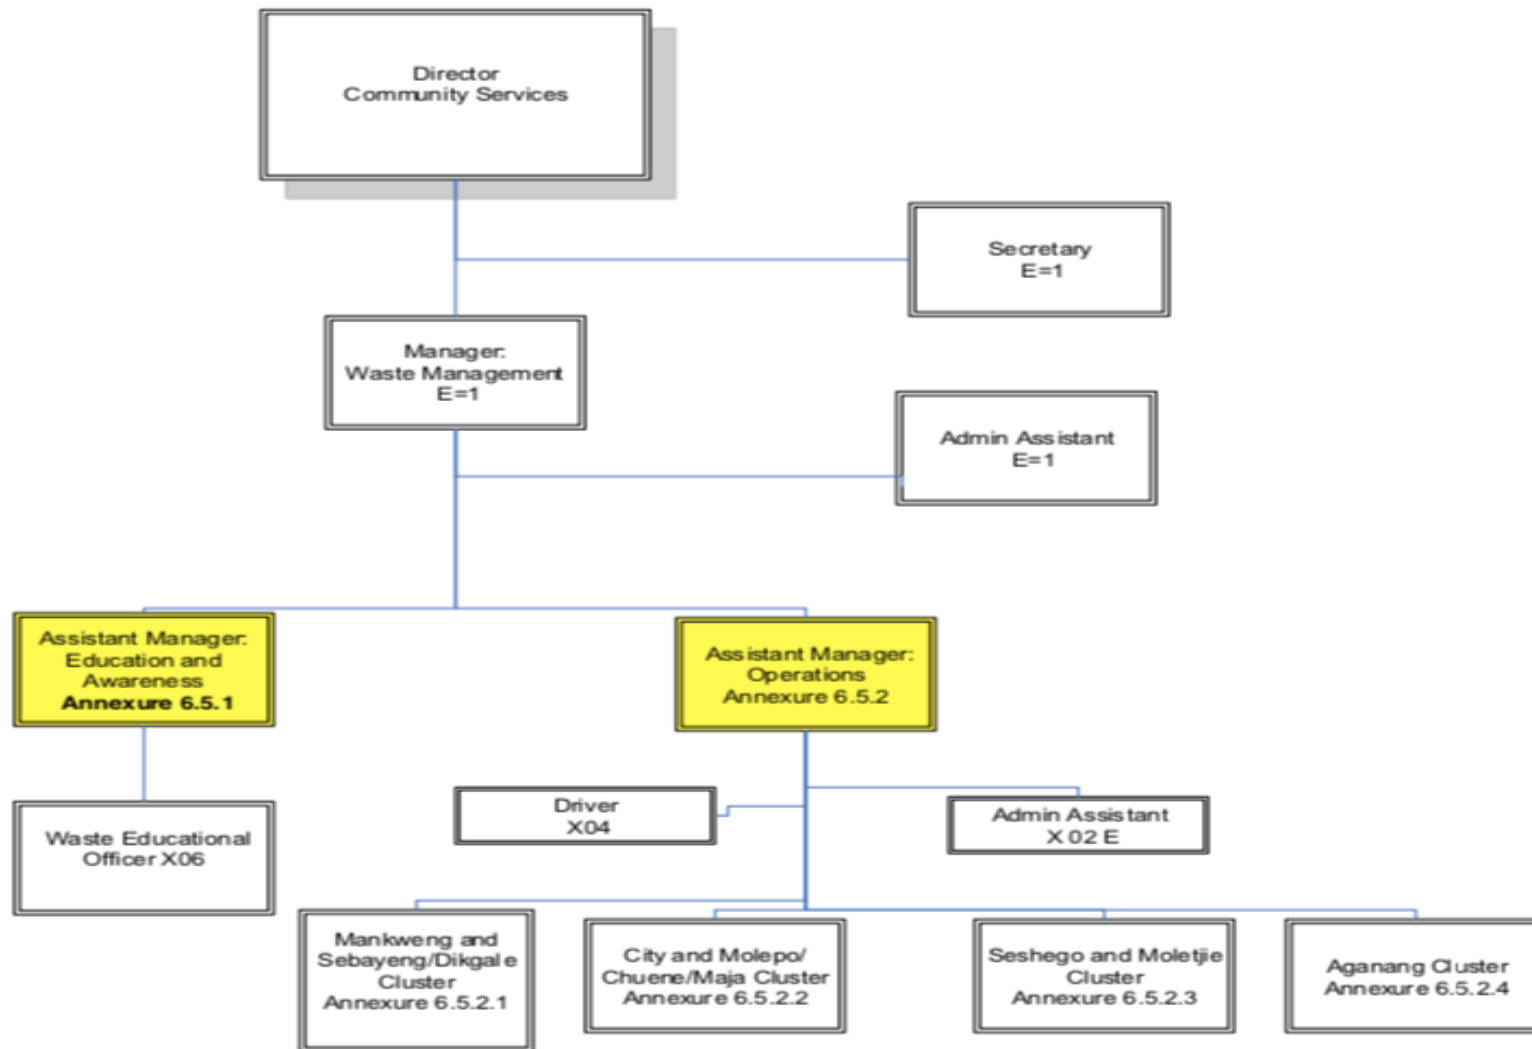 Director
Community Services
Secretary
E=1
Manager:
Waste Management
E=1
Admin Assistant
E=1
Assistant Manager:
Education and
Awareness
Annexure 6.5.1
Assistant Manager:
Operations
Annexure 6.5.2
Waste Educational
Officer X06
Driver
X04
Admin Assistant
X 02 E
Mankweng and
Sebayeng/Dikgale
Cluster
Annexure 6.5.2.1
City and Molepo/
Chuene/Maja Cluster
Annexure 6.5.2.2
Seshego and Moletjie
Cluster
Annexure 6.5.2.3
Aganang Cluster
Annexure 6.5.2.4